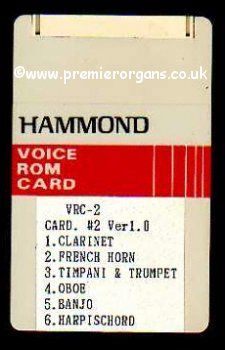 ©www.premierorgans.co.uk
HAMMOND
VOICE
ROM
CARD
VRC-2
CARD. #2 Ver1.0
1.CLARINET
2.FRENCH HORN
3.TIMPANI & TRUMPET
4.OBOE
5.BANJO
6.HARPISCHORD